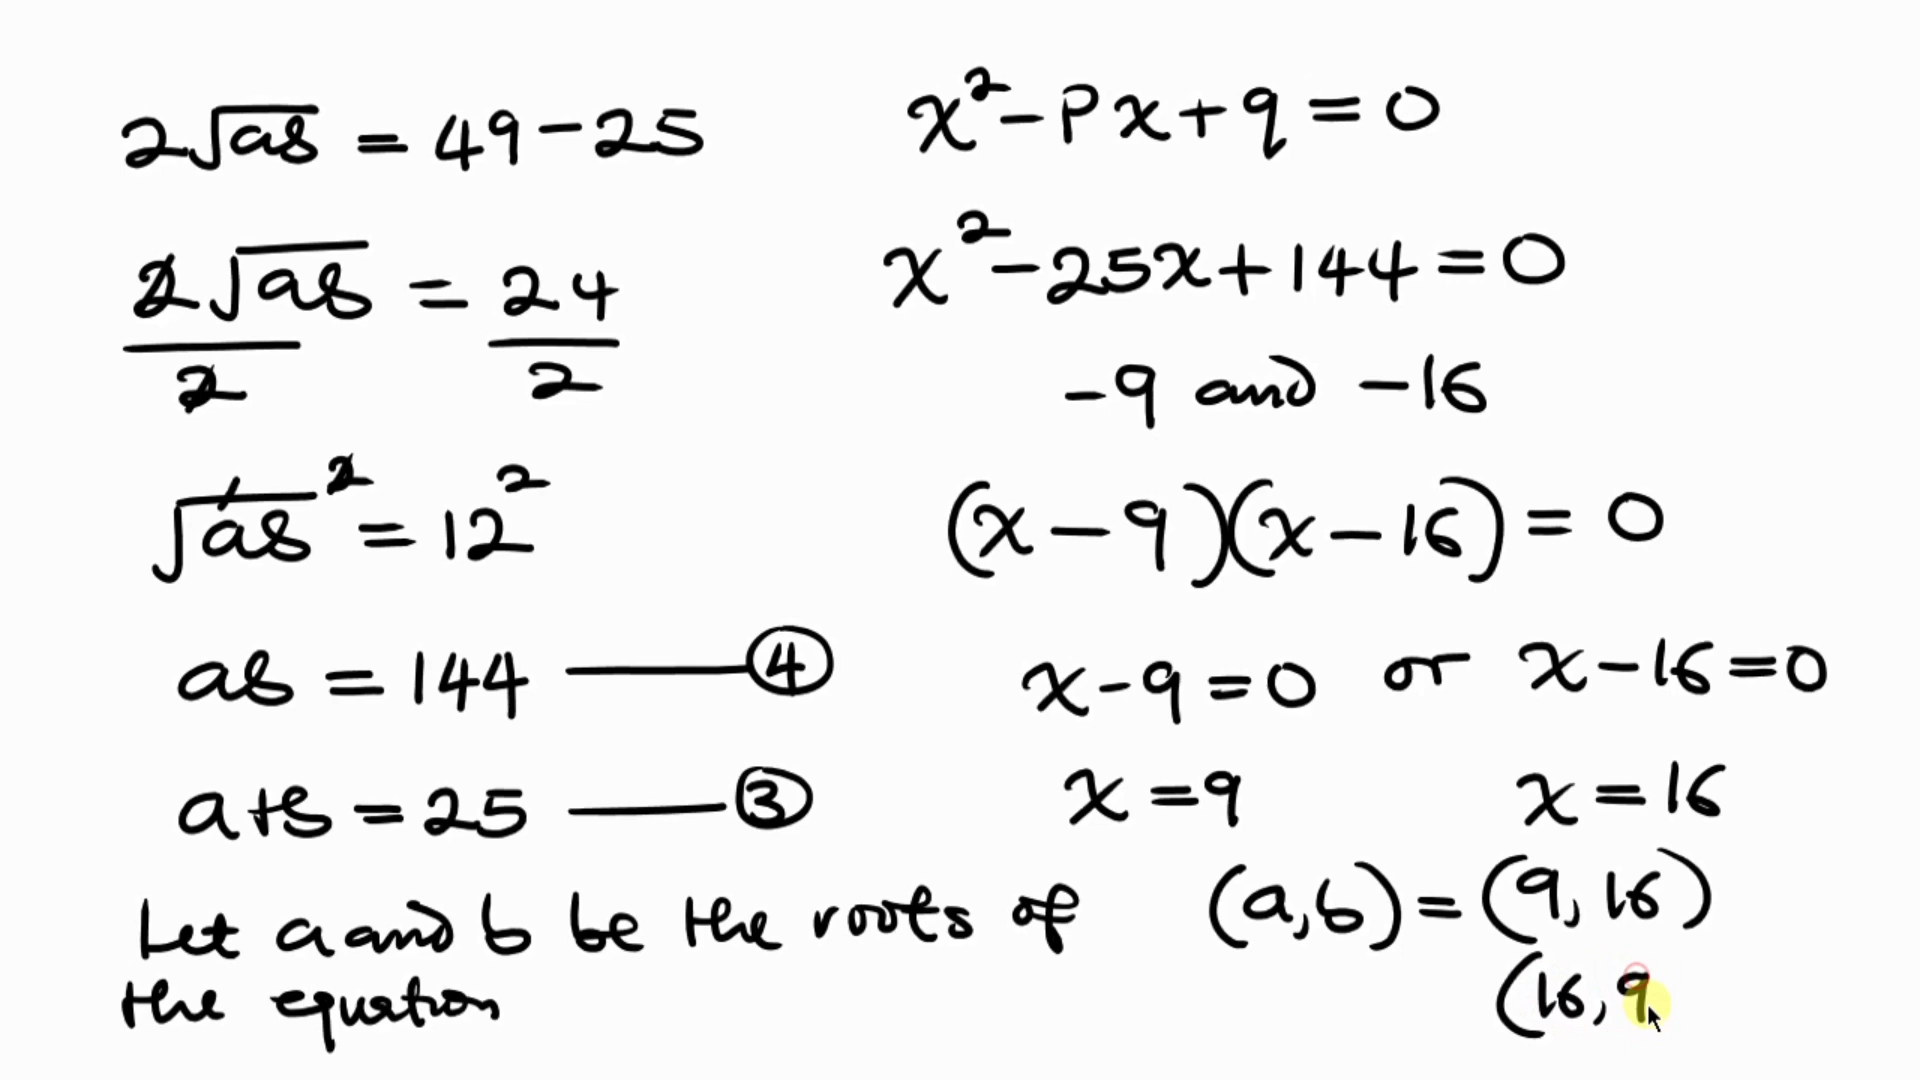 2√ab = 49 - 25
2√ab / 2 = 24 / 2
√ab² = 12²
ab = 144 —— ④
a+b = 25 —— ③
Let a and b be the roots of
the equation
x² - Px + q = 0
x² - 25x + 144 = 0
-9 and -16
(x - 9)(x - 16) = 0
x - 9 = 0 or x - 16 = 0
x = 9 x = 16
(a,b) = (9, 16)
(16, 9